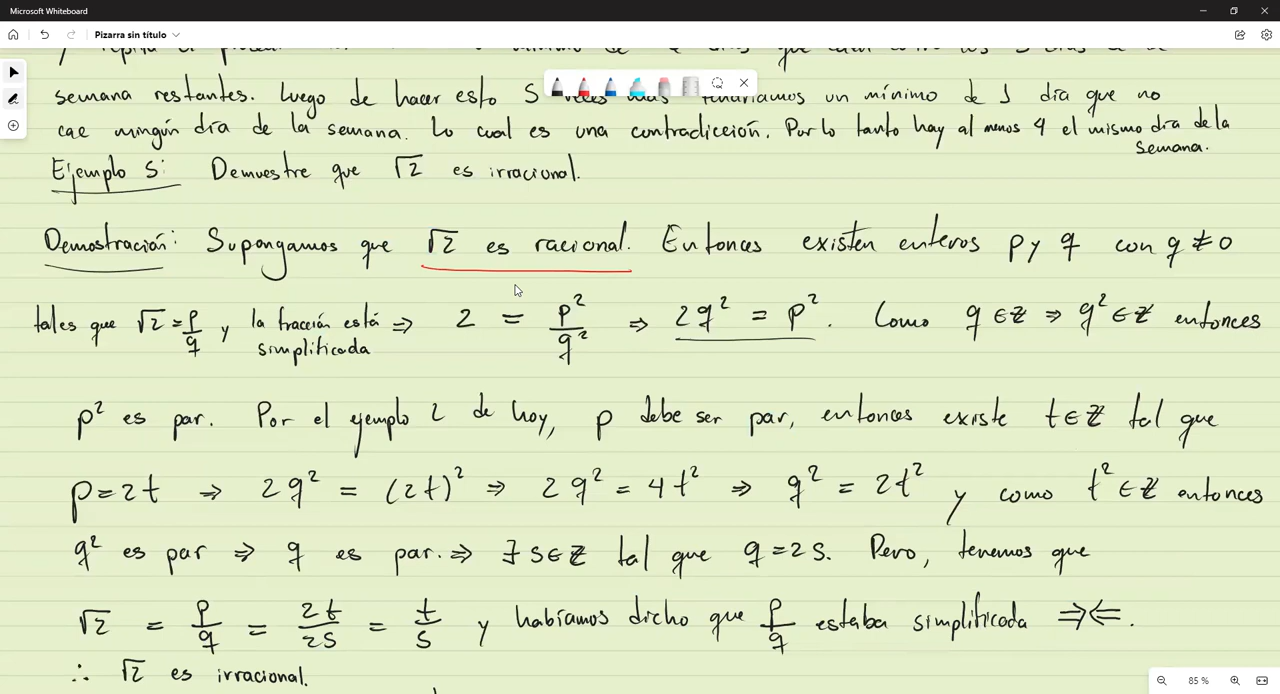 Microsoft Whiteboard
Pizarra sin título
semana restantes. Luego de hacer esto 5 veces más tendríamos un mínimo de 1 día que no
cae ningún día de la semana. Lo cual es una contradicción. Por lo tanto hay al menos 4 el mismo día de la
semana.
Ejemplo 5: Demuestre que √2 es irracional.
Demostración: Supongamos que √2 es racional. Entonces existen enteros p y q con q ≠ 0
tales que √2 = p/q y la fracción está simplificada ⇒ 2 = p²/q² ⇒ 2q² = p². Como q ∈ ℤ ⇒ q² ∈ ℤ entonces
p² es par. Por el ejemplo 2 de hoy, p debe ser par, entonces existe t ∈ ℤ tal que
p = 2t ⇒ 2q² = (2t)² ⇒ 2q² = 4t² ⇒ q² = 2t² y como t² ∈ ℤ entonces
q² es par ⇒ q es par. ⇒ ∃ s ∈ ℤ tal que q = 2s. Pero, tenemos que
√2 = p/q = 2t/2s = t/s y habíamos dicho que p/q estaba simplificada ⇒⇐.
∴ √2 es irracional.
85 %